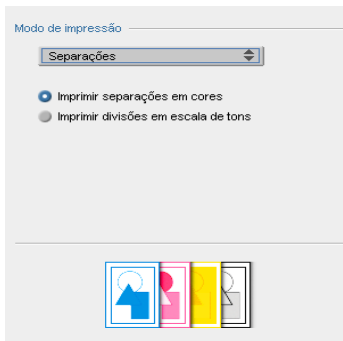 Modo de impressão
Separações
Imprimir separações em cores
Imprimir divisões em escala de tons